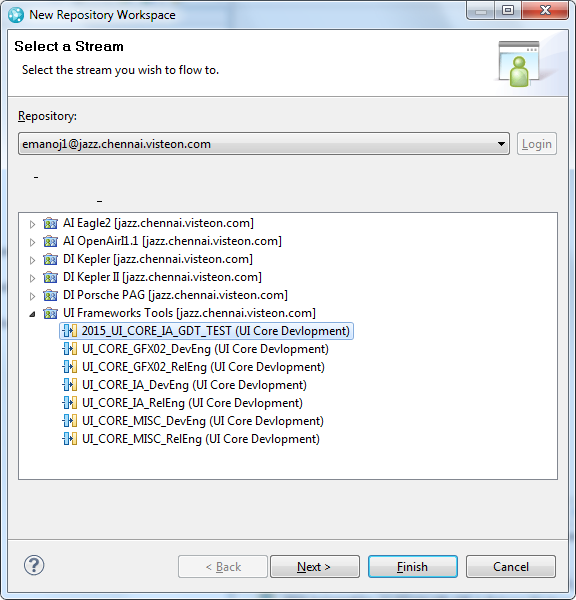 New Repository Workspace
Select a Stream
Select the stream you wish to flow to.
Repository:
emanoj1@jazz.chennai.visteon.com
Login
AI Eagle2 [jazz.chennai.visteon.com]
AI OpenAirI1.1 [jazz.chennai.visteon.com]
DI Kepler [jazz.chennai.visteon.com]
DI Kepler II [jazz.chennai.visteon.com]
DI Porsche PAG [jazz.chennai.visteon.com]
UI Frameworks Tools [jazz.chennai.visteon.com]
2015_UI_CORE_IA_GDT_TEST (UI Core Devlopment)
UI_CORE_GFX02_DevEng (UI Core Devlopment)
UI_CORE_GFX02_RelEng (UI Core Devlopment)
UI_CORE_IA_DevEng (UI Core Devlopment)
UI_CORE_IA_RelEng (UI Core Devlopment)
UI_CORE_MISC_DevEng (UI Core Devlopment)
UI_CORE_MISC_RelEng (UI Core Devlopment)
? < Back Next > Finish Cancel